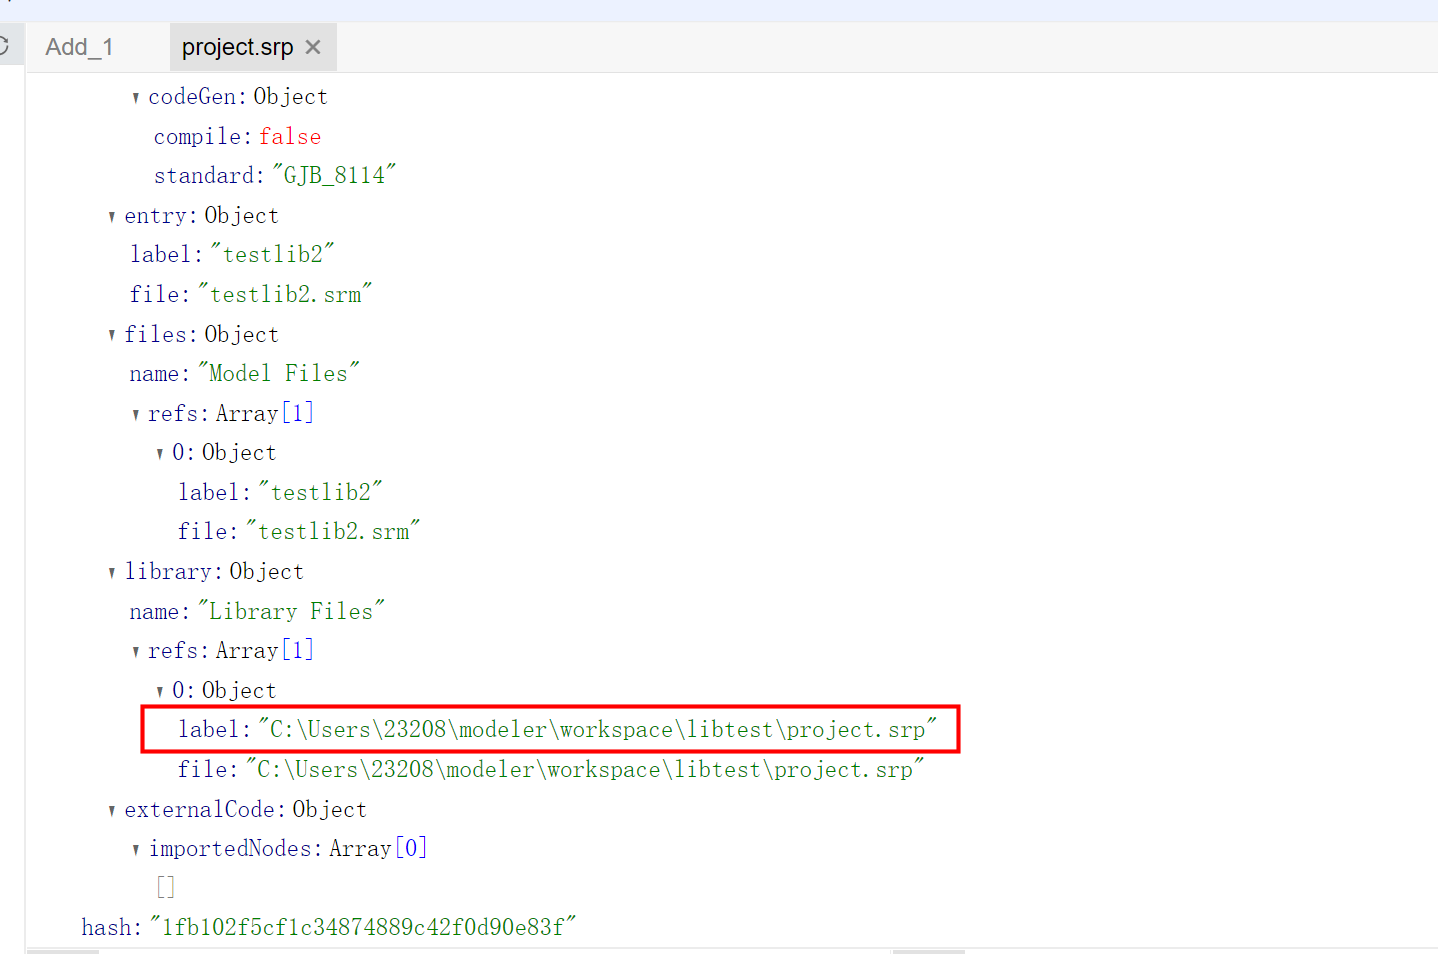 Add_1 project.srp
codeGen: Object
compile: false
standard: "GJB_8114"
entry: Object
label: "testlib2"
file: "testlib2.srm"
files: Object
name: "Model Files"
refs: Array[1]
0: Object
label: "testlib2"
file: "testlib2.srm"
library: Object
name: "Library Files"
refs: Array[1]
0: Object
label: "C:\Users\23208\modeler\workspace\libtest\project.srp"
file: "C:\Users\23208\modeler\workspace\libtest\project.srp"
externalCode: Object
importedNodes: Array[0]
[]
hash: "1fb102f5cf1c34874889c42f0d90e83f"